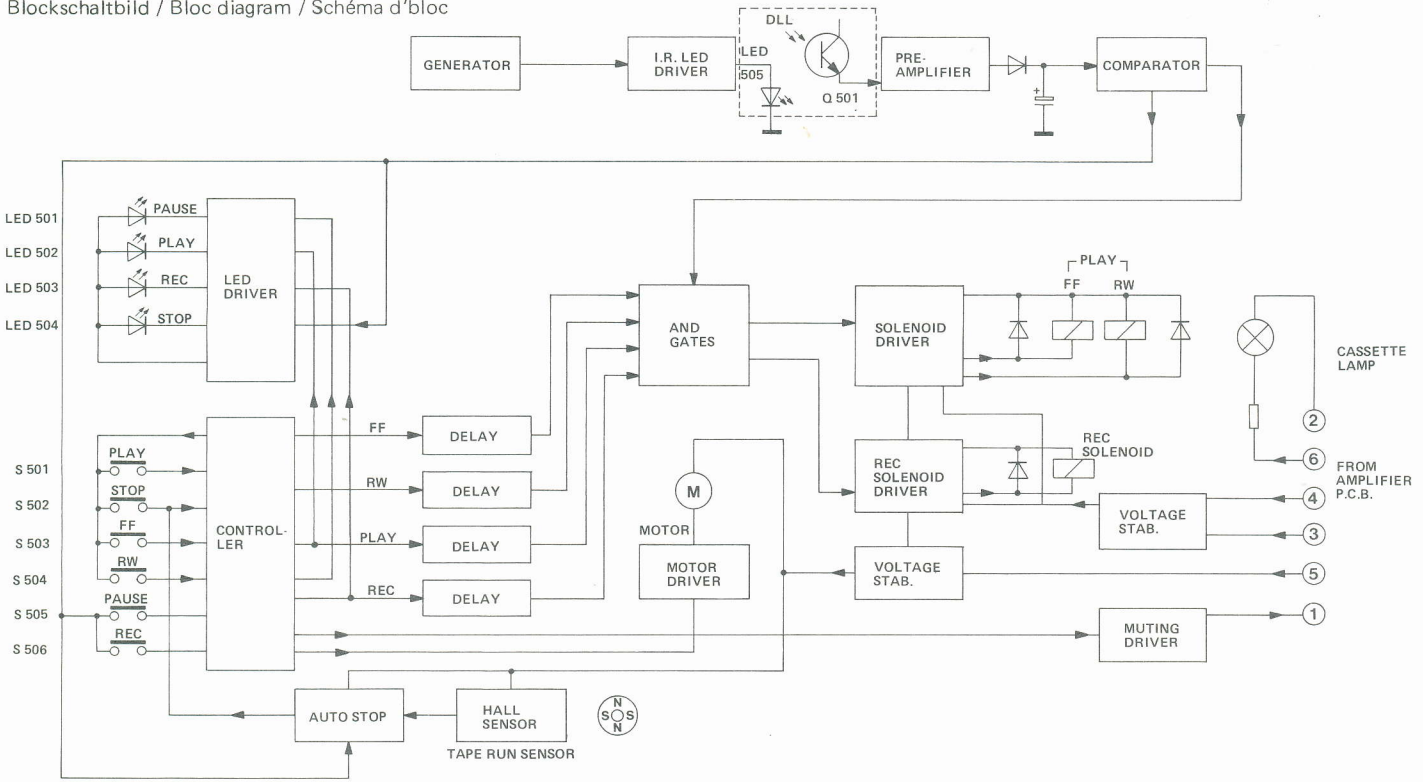 Blockschaltbild / Bloc diagram / Schéma d'bloc
GENERATOR
I.R. LED
DRIVER
LED
505
DLL
Q 501
PRE-
AMPLIFIER
+
COMPARATOR
LED 501
LED 502
LED 503
LED 504
PAUSE
PLAY
REC
STOP
LED
DRIVER
AND
GATES
SOLENOID
DRIVER
PLAY
FF
RW
CASSETTE
LAMP
2
6
FROM
AMPLIFIER
P.C.B.
4
3
5
1
S 501
S 502
S 503
S 504
S 505
S 506
PLAY
STOP
FF
RW
PAUSE
REC
CONTROL-
LER
FF
RW
PLAY
REC
DELAY
DELAY
DELAY
DELAY
M
MOTOR
MOTOR
DRIVER
REC
SOLENOID
DRIVER
REC
SOLENOID
VOLTAGE
STAB.
VOLTAGE
STAB.
MUTING
DRIVER
AUTO STOP
HALL
SENSOR
TAPE RUN SENSOR
N
S S
N